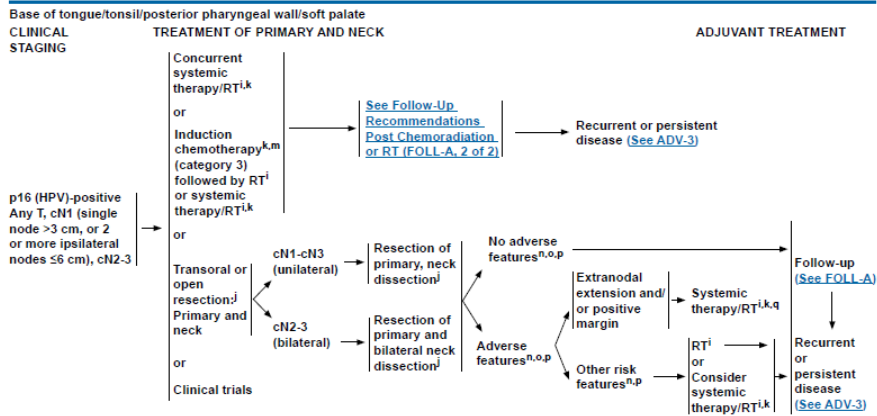 Base of tongue/tonsil/posterior pharyngeal wall/soft palate
CLINICAL
STAGING
TREATMENT OF PRIMARY AND NECK
ADJUVANT TREATMENT
p16 (HPV)-positive
Any T, cN1 (single
node >3 cm, or 2
or more ipsilateral
nodes ≤6 cm), cN2-3
Concurrent
systemic
therapy/RTi,k
or
Induction
chemotherapyk,m
(category 3)
followed by RTi
or systemic
therapy/RTi,k
or
Transoral or
open
resection:j
Primary and
neck
or
Clinical trials
See Follow-Up
Recommendations
Post Chemoradiation
or RT (FOLL-A, 2 of 2)
Recurrent or persistent
disease (See ADV-3)
cN1-cN3
(unilateral)
cN2-3
(bilateral)
Resection of
primary, neck
dissectionj
Resection of
primary and
bilateral neck
dissectionj
No adverse
featuresn,o,p
Adverse
featuresn,o,p
Extranodal
extension and/
or positive
margin
Systemic
therapy/RTi,k,q
Other risk
featuresn,p
RTi
or
Consider
systemic
therapy/RTi,k
Follow-up
(See FOLL-A)
Recurrent
or
persistent
disease
(See ADV-3)